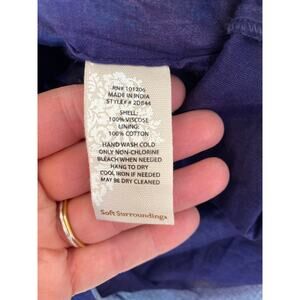 RN# 101206
MADE IN INDIA
STYLE# 2D844
SHELL:
100% VISCOSE
LINING:
100% COTTON
HAND WASH COLD
ONLY NON-CHLORINE
BLEACH WHEN NEEDED
HANG TO DRY
COOL IRON IF NEEDED
MAY BE DRY CLEANED
Soft Surroundings